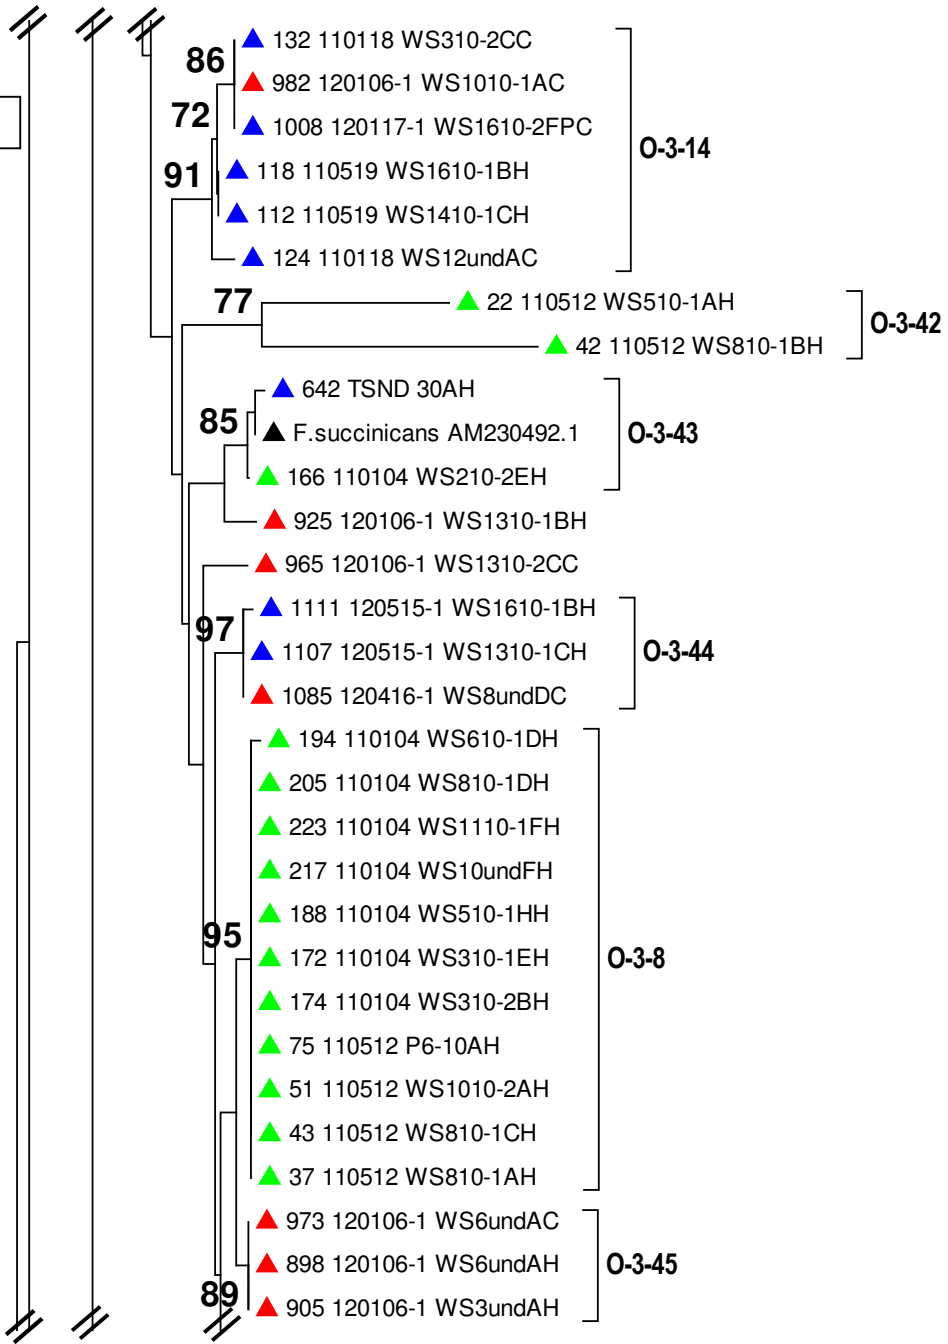 132 110118 WS310-2CC
86
982 120106-1 WS1010-1AC
72
1008 120117-1 WS1610-2FPC
O-3-14
91
118 110519 WS1610-1BH
112 110519 WS1410-1CH
124 110118 WS12undAC
77
22 110512 WS510-1AH
O-3-42
42 110512 WS810-1BH
642 TSND 30AH
85
F.succinicans AM230492.1
O-3-43
166 110104 WS210-2EH
925 120106-1 WS1310-1BH
965 120106-1 WS1310-2CC
1111 120515-1 WS1610-1BH
97
1107 120515-1 WS1310-1CH
O-3-44
1085 120416-1 WS8undDC
194 110104 WS610-1DH
205 110104 WS810-1DH
223 110104 WS1110-1FH
217 110104 WS10undFH
188 110104 WS510-1HH
95
172 110104 WS310-1EH
O-3-8
174 110104 WS310-2BH
75 110512 P6-10AH
51 110512 WS1010-2AH
43 110512 WS810-1CH
37 110512 WS810-1AH
973 120106-1 WS6undAC
898 120106-1 WS6undAH
O-3-45
89
905 120106-1 WS3undAH